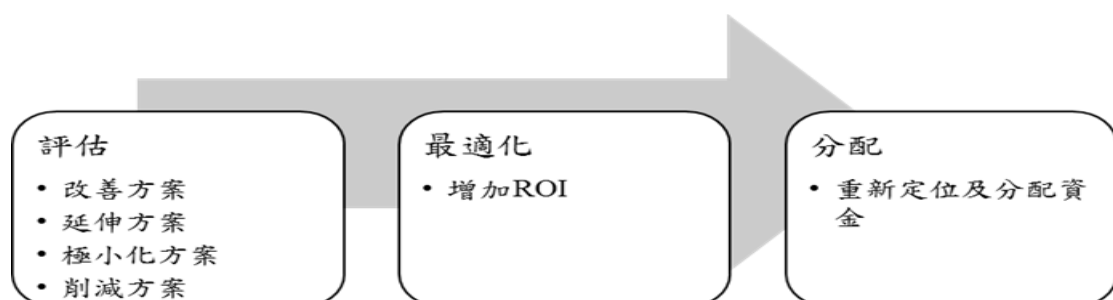 評估
• 改善方案
• 延伸方案
• 極小化方案
• 削減方案
最適化
• 增加ROI
分配
• 重新定位及分配資
金